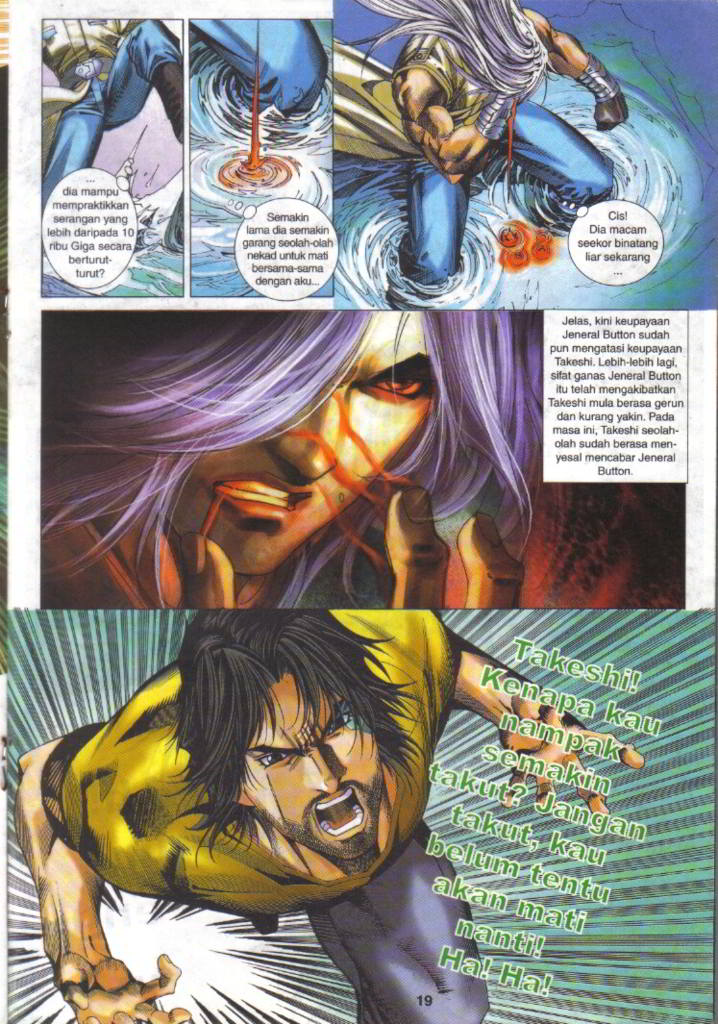 ...
dia mampu
mempraktikkan
serangan yang
lebih daripada 10
ribu Giga secara
berturut-
turut?
Semakin
lama dia semakin
garang seolah-olah
nekad untuk mati
bersama-sama
dengan aku...
Cis!
Dia macam
seekor binatang
liar sekarang
...
Jelas, kini keupayaan
Jeneral Button sudah
pun mengatasi keupayaan
Takeshi. Lebih-lebih lagi,
sifat ganas Jeneral Button
itu telah mengakibatkan
Takeshi mula berasa gerun
dan kurang yakin. Pada
masa ini, Takeshi seolah-
olah sudah berasa men-
yesal mencabar Jeneral
Button.
Takeshi!
Kenapa kau
nampak
semakin
takut? Jangan
takut, kau
belum tentu
akan mati
nanti!
Ha! Ha!
19